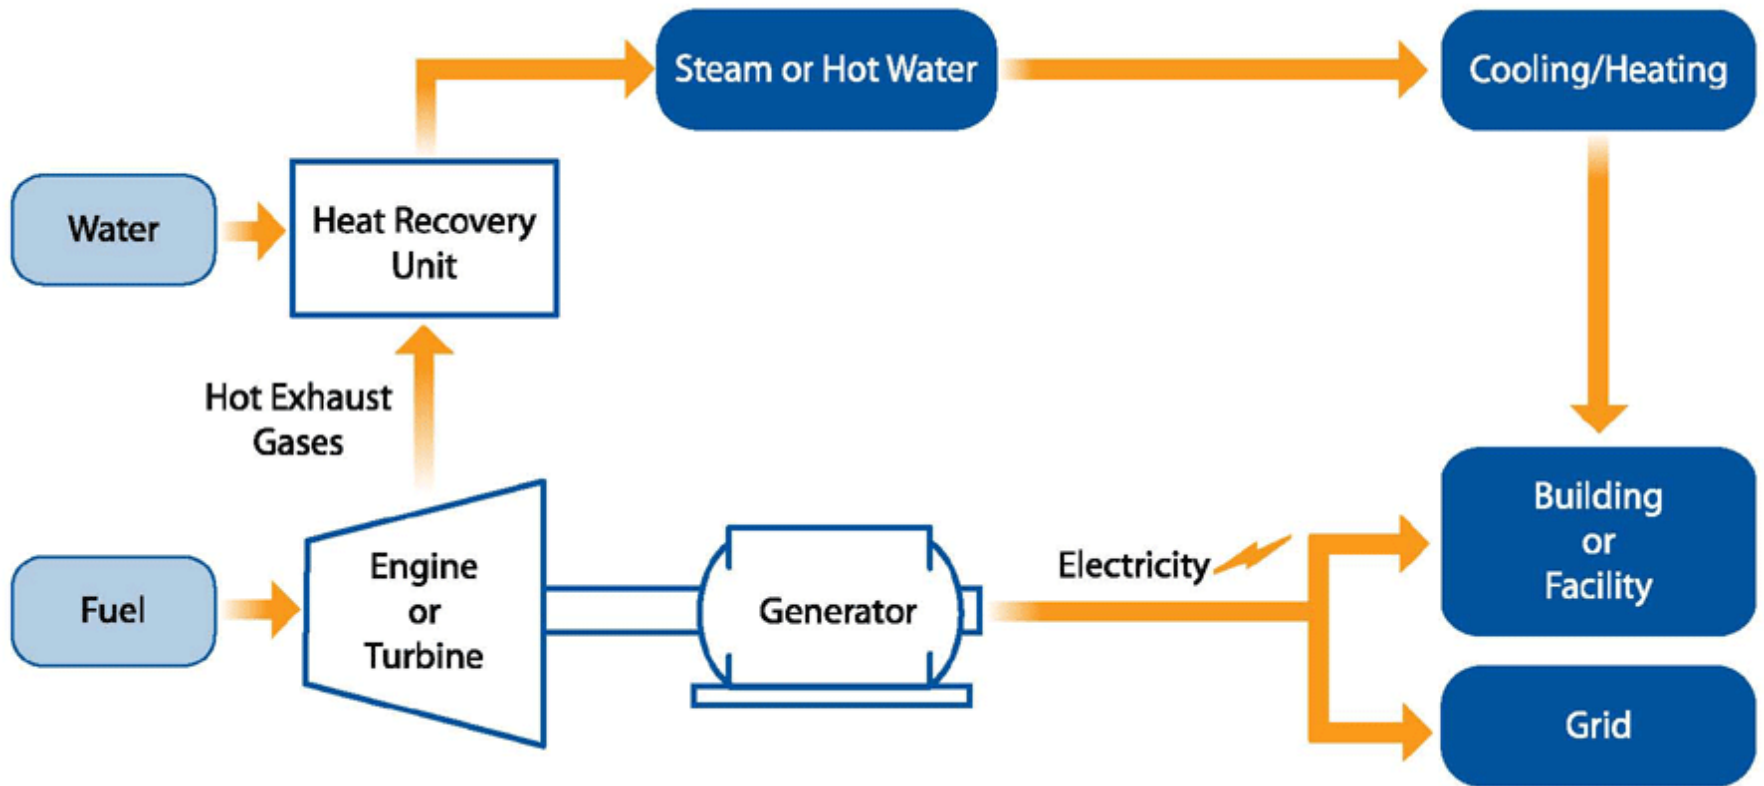 Steam or Hot Water
Cooling/Heating
Water
Heat Recovery
Unit
Hot Exhaust
Gases
Building
or
Facility
Fuel
Engine
or
Turbine
Generator
Electricity
Grid